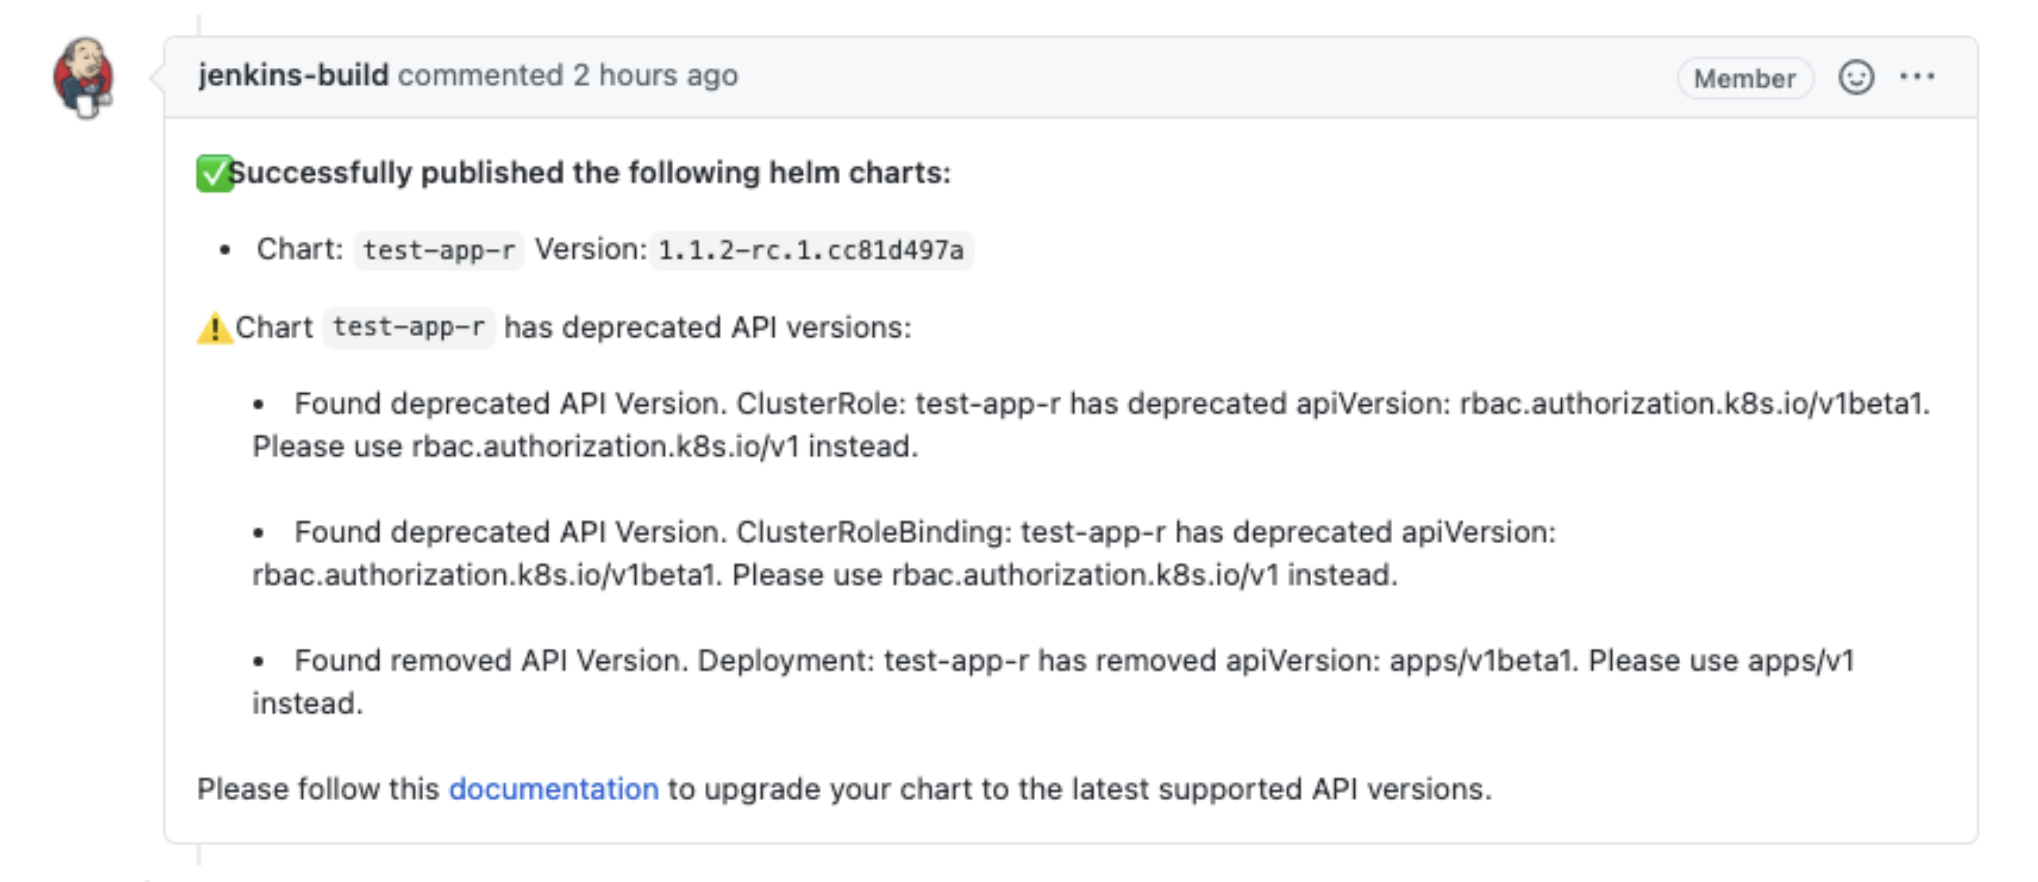 jenkins-build commented 2 hours ago
Member
✅Successfully published the following helm charts:
• Chart: test-app-r Version: 1.1.2-rc.1.cc81d497a
⚠️Chart test-app-r has deprecated API versions:
• Found deprecated API Version. ClusterRole: test-app-r has deprecated apiVersion: rbac.authorization.k8s.io/v1beta1.
Please use rbac.authorization.k8s.io/v1 instead.
• Found deprecated API Version. ClusterRoleBinding: test-app-r has deprecated apiVersion:
rbac.authorization.k8s.io/v1beta1. Please use rbac.authorization.k8s.io/v1 instead.
• Found removed API Version. Deployment: test-app-r has removed apiVersion: apps/v1beta1. Please use apps/v1
instead.
Please follow this documentation to upgrade your chart to the latest supported API versions.